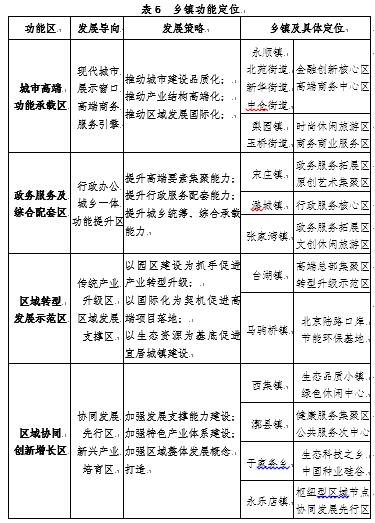 表 6 乡镇功能定位
功能区 发展导向 发展策略 乡镇及具体定位
城市高端
功能承载区
现代城市
展示窗口
高端商务
服务引擎
推动城市建设品质化；
推动产业结构高端化；
推动区域发展国际化；
永顺镇
北苑街道
新华街道
中仓街道
金融创新核心区
高端商务中心区
梨园镇
玉桥街道
时尚休闲旅游区
商务商业服务区
政务服务及
综合配套区
行政办公
城乡一体
功能提升区
提升高端要素集聚能力；
提升行政服务配套能力；
提升城乡统筹、综合承载
能力。
宋庄镇
政务服务拓展区
原创艺术集聚区
潞城镇
行政服务核心区
张家湾镇
政务服务拓展区
文创休闲旅游区
区域转型
发展示范区
传统产业
升级区
区域发展
支撑区
以园区建设为抓手促进
产业转型升级；
以国际化为契机促进高
端项目落地；
以生态资源为基底促进
宜居城镇建设
台湖镇
高端总部集聚区
转型升级示范区
马驹桥镇
北京陆路口岸
节能环保基地
区域协同
创新增长区
协同发展
先行区
新兴产业
培育区
加强发展支撑能力建设；
加强特色产业体系建设；
加强区域整体发展概念
打造
西集镇
生态品质小镇
绿色休闲中心
漷县镇
健康服务集聚区
公共服务次中心
于家务乡
生态科技之乡
中国种业硅谷
永乐店镇
枢纽型区域节点
协同发展先行区